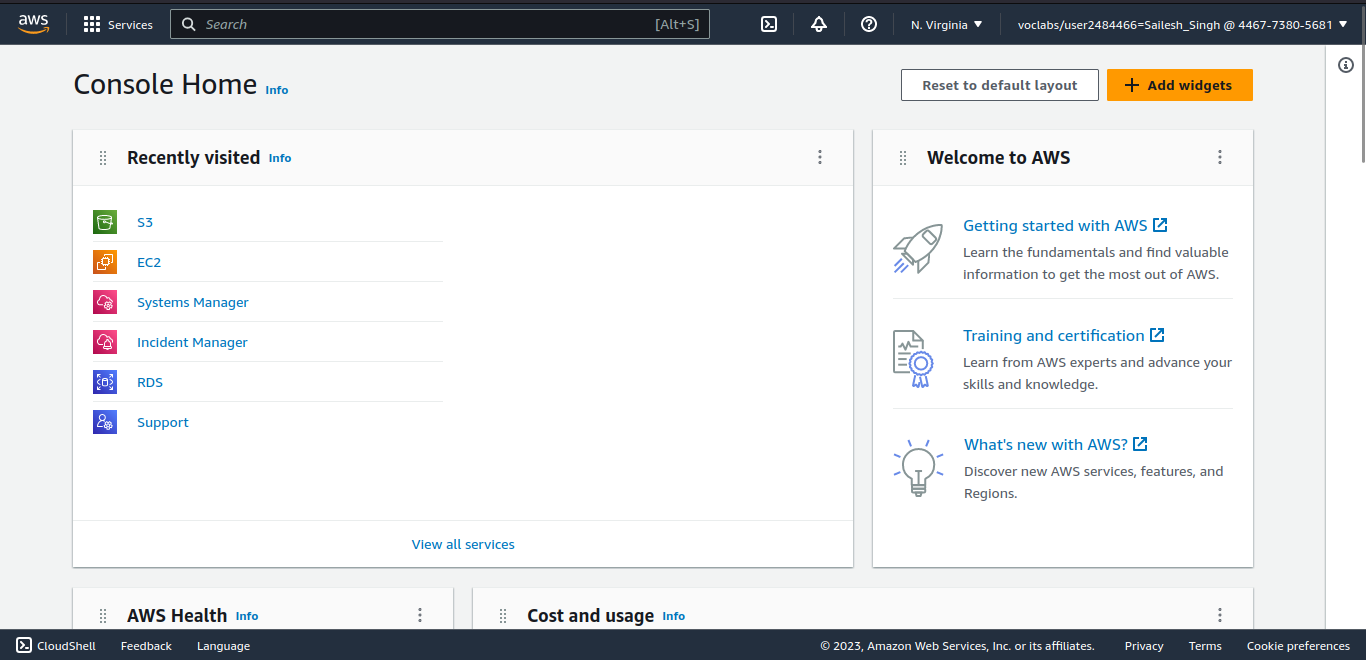 aws
Services
Search [Alt+S]
N. Virginia
voclabs/user2484466=Sailesh_Singh @ 4467-7380-5681
Console Home Info
Reset to default layout
Add widgets
Recently visited Info
S3
EC2
Systems Manager
Incident Manager
RDS
Support
View all services
Welcome to AWS
Getting started with AWS
Learn the fundamentals and find valuable
information to get the most out of AWS.
Training and certification
Learn from AWS experts and advance your
skills and knowledge.
What's new with AWS?
Discover new AWS services, features, and
Regions.
AWS Health Info
Cost and usage Info
CloudShell Feedback Language
© 2023, Amazon Web Services, Inc. or its affiliates. Privacy Terms Cookie preferences